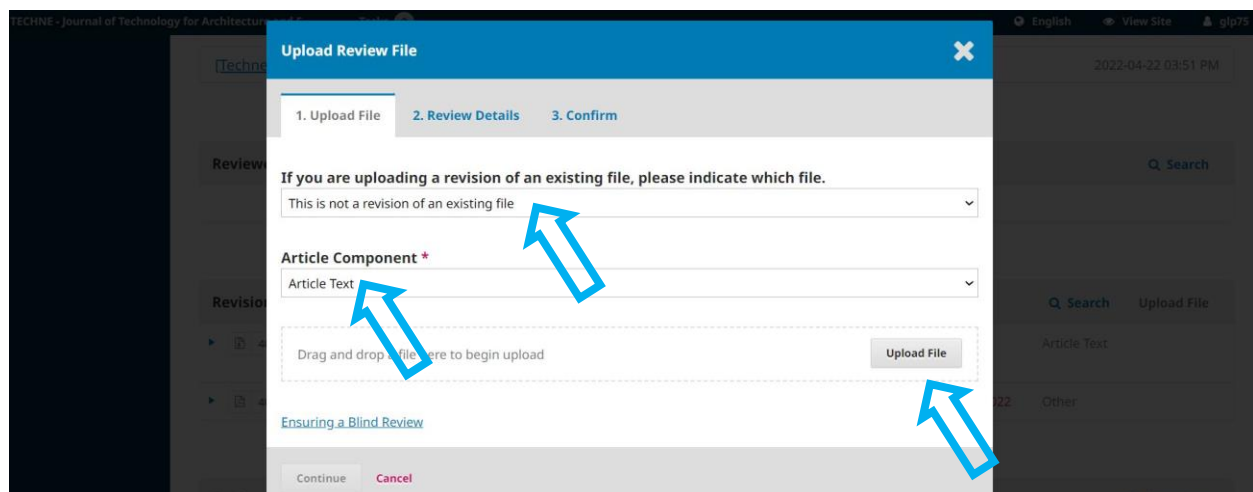 TECHNE - Journal of Technology for Architecture and
Tasks
English
View Site
glp75
Upload Review File
[Techne
2022-04-22 03:51 PM
1. Upload File
2. Review Details
3. Confirm
Search
If you are uploading a revision of an existing file, please indicate which file.
This is not a revision of an existing file
Article Component *
Article Text
Search Upload File
Drag and drop a file here to begin upload
Upload File
Article Text
022 Other
Ensuring a Blind Review
Continue Cancel